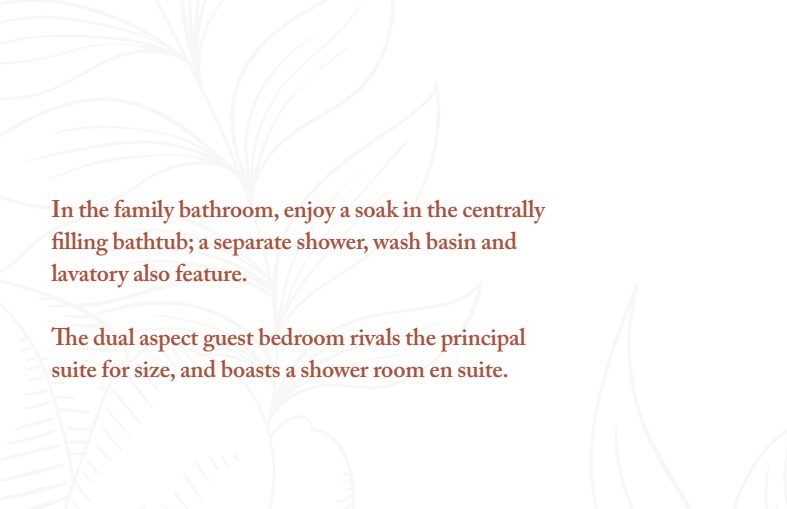 In the family bathroom, enjoy a soak in the centrally
filling bathtub; a separate shower, wash basin and
lavatory also feature.
The dual aspect guest bedroom rivals the principal
suite for size, and boasts a shower room en suite.